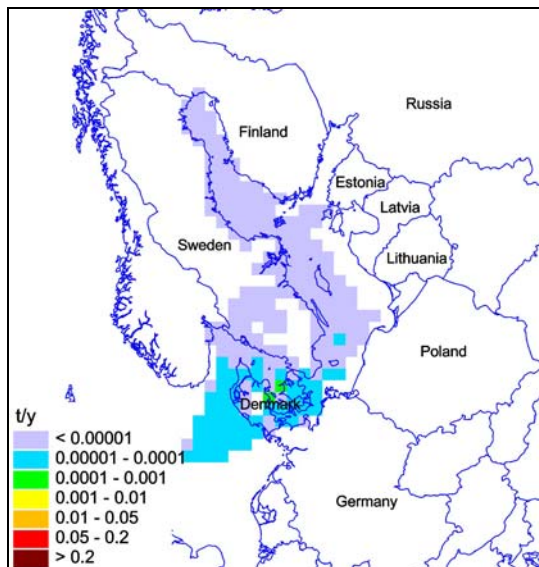 Russia
Finland
Estonia
Latvia
Sweden
Lithuania
Poland
Denmark
t/y
< 0.00001
0.00001 - 0.0001
0.0001 - 0.001
0.001 - 0.01
0.01 - 0.05
0.05 - 0.2
> 0.2
Germany